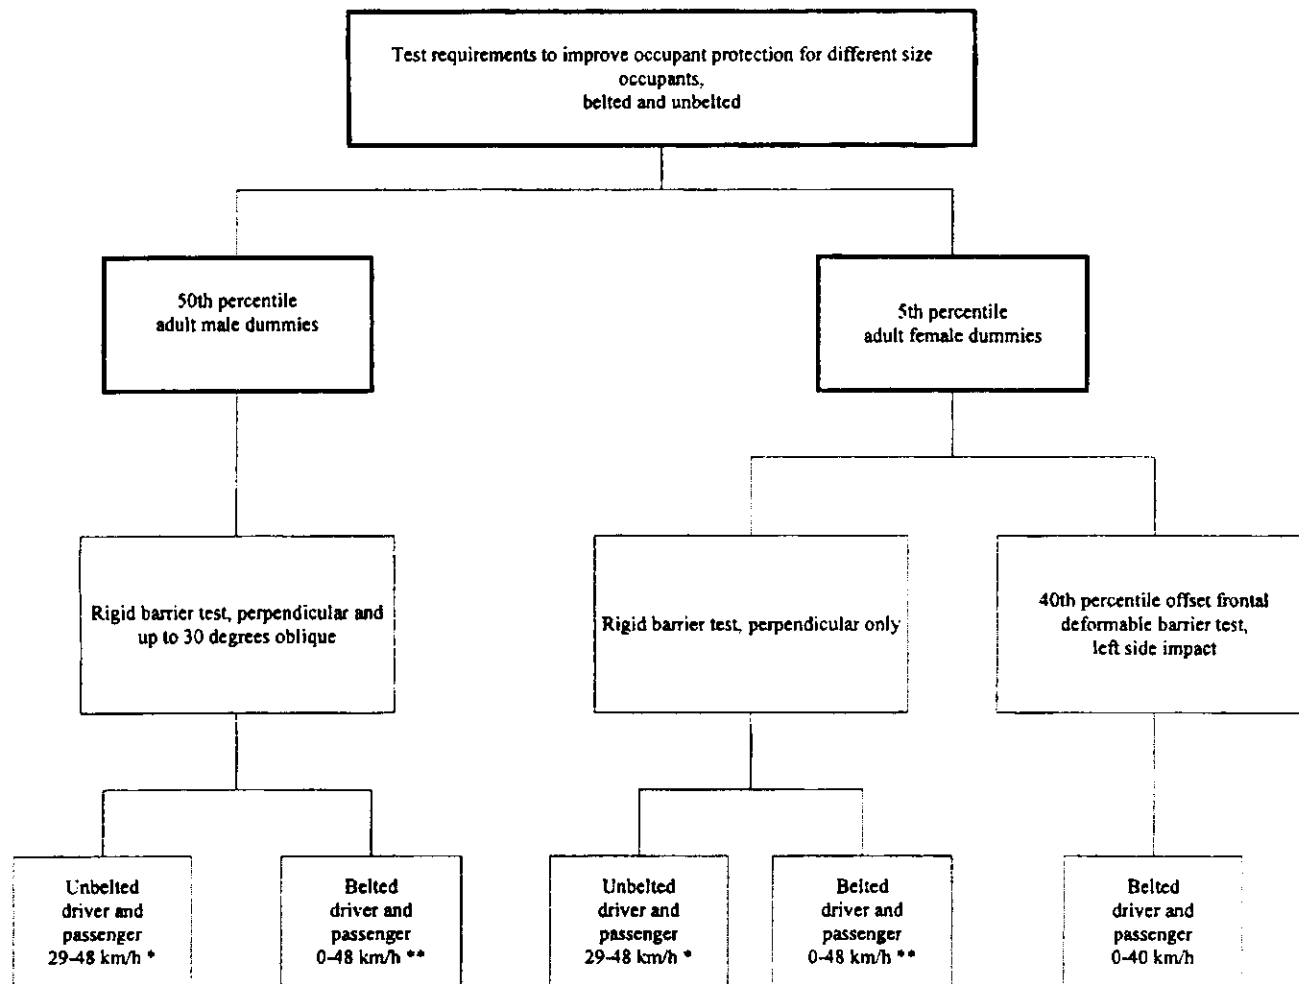 Test requirements to improve occupant protection for different size
occupants,
belted and unbelted
50th percentile
adult male dummies
5th percentile
adult female dummies
Rigid barrier test, perpendicular and
up to 30 degrees oblique
Rigid barrier test, perpendicular only
40th percentile offset frontal
deformable barrier test,
left side impact
Unbelted
driver and
passenger
29-48 km/h *
Belted
driver and
passenger
0-48 km/h **
Unbelted
driver and
passenger
29-48 km/h *
Belted
driver and
passenger
0-48 km/h **
Belted
driver and
passenger
0-40 km/h